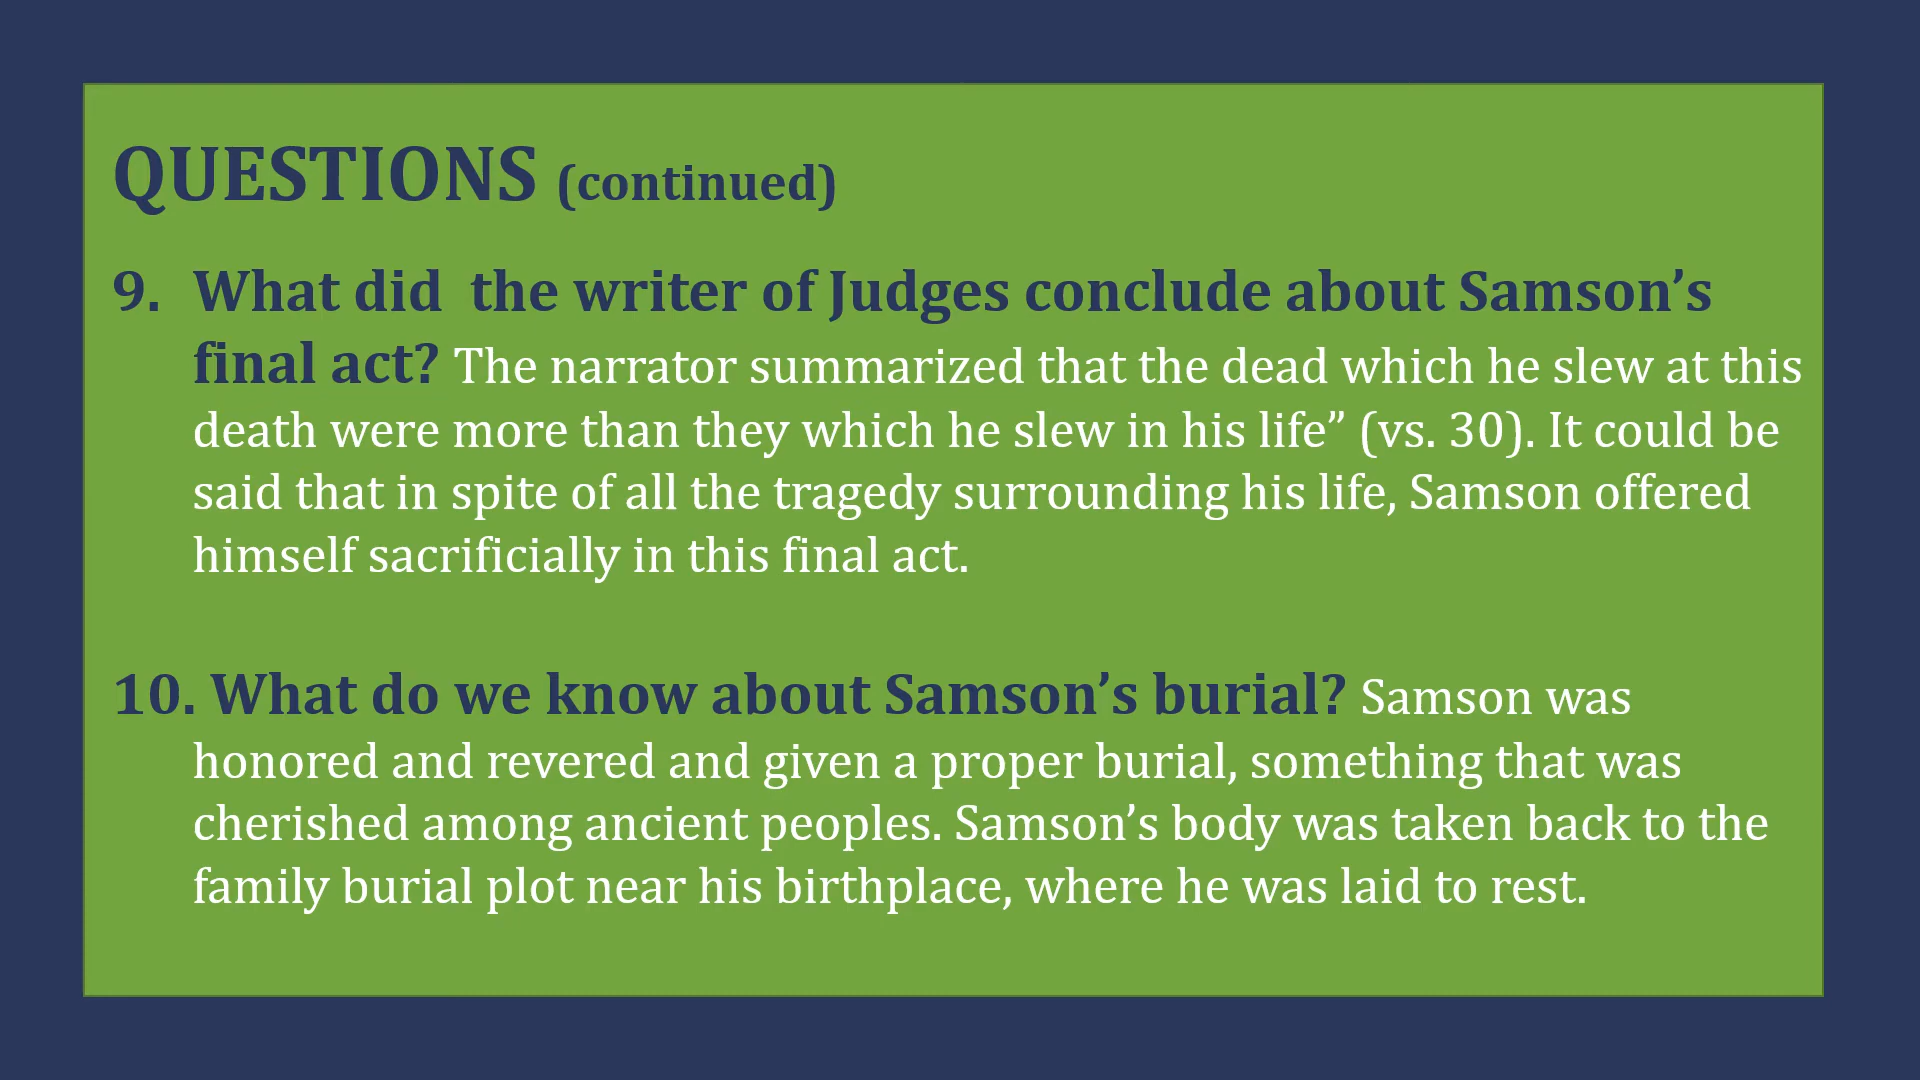 QUESTIONS (continued)
9. What did  the writer of Judges conclude about Samson’s
final act? The narrator summarized that the dead which he slew at this
death were more than they which he slew in his life” (vs. 30). It could be
said that in spite of all the tragedy surrounding his life, Samson offered
himself sacrificially in this final act.
10. What do we know about Samson’s burial? Samson was
honored and revered and given a proper burial, something that was
cherished among ancient peoples. Samson’s body was taken back to the
family burial plot near his birthplace, where he was laid to rest.